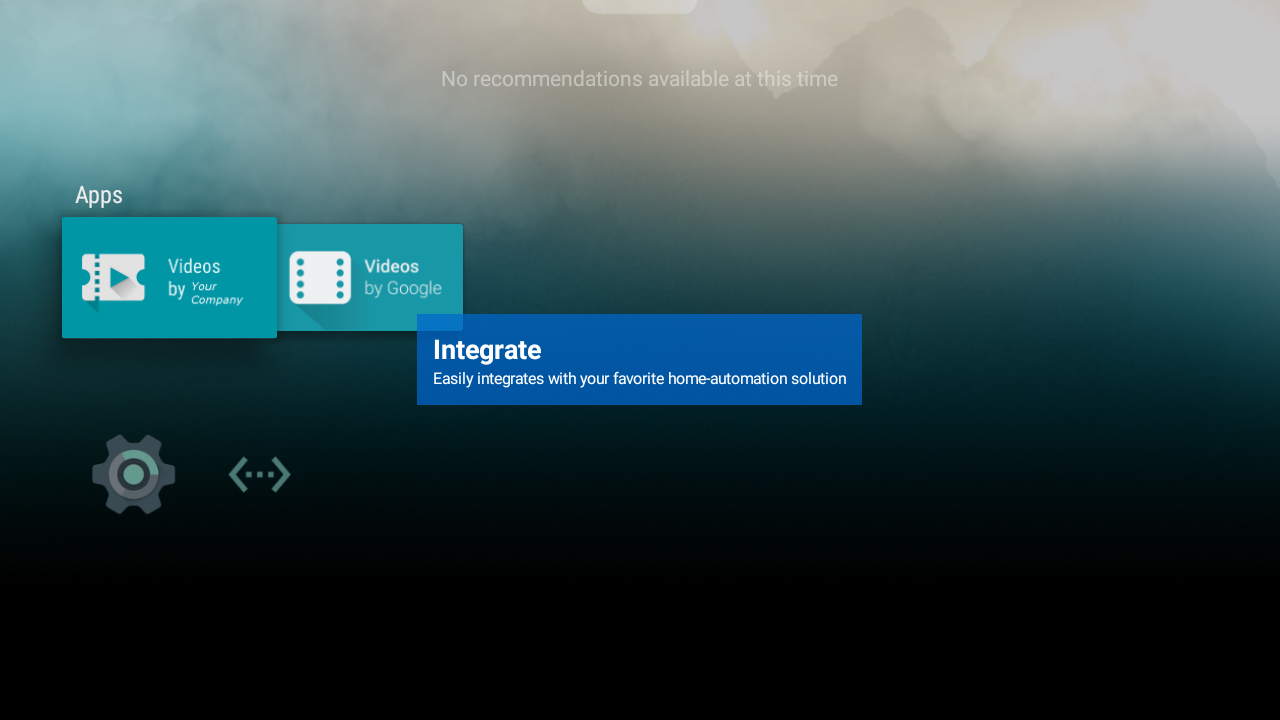 No recommendations available at this time
Apps
Videos
by Your
Company
Videos
by Google
Integrate
Easily integrates with your favorite home-automation solution